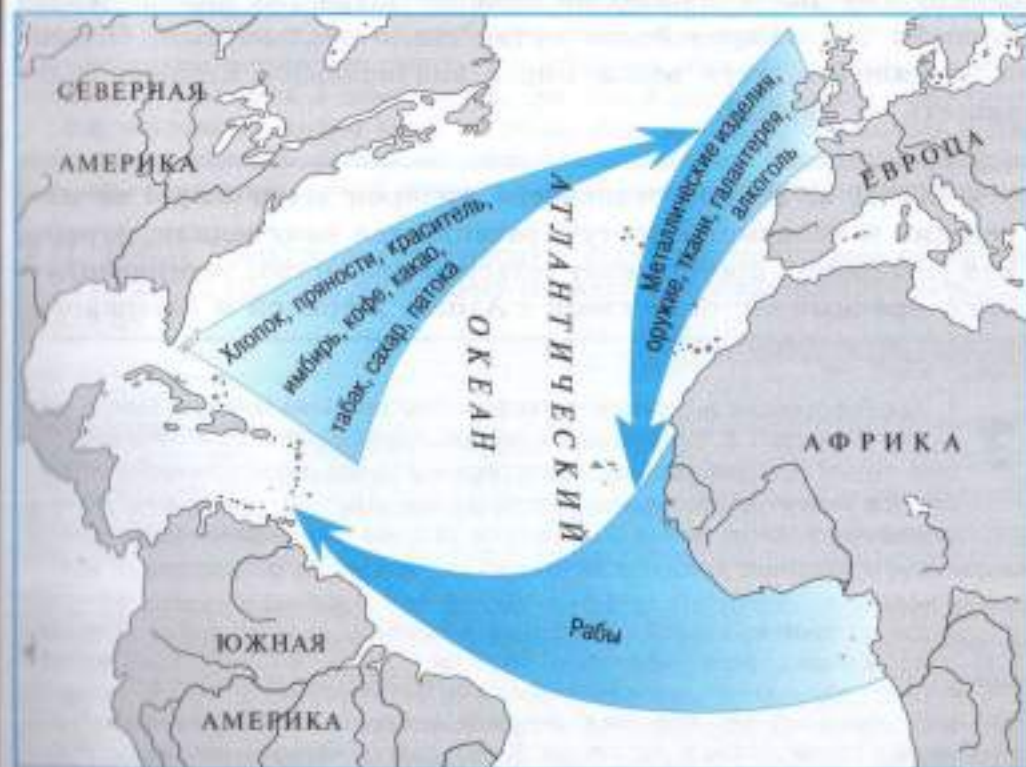 СЕВЕРНАЯ
АМЕРИКА
ЕВРОПА
Металлические изделия,
оружие, ткани, галантерея,
алкоголь
Хлопок, пряности, краситель,
имбирь, кофе, какао,
табак, сахар, патока
АТЛАНТИЧЕСКИЙ
ОКЕАН
АФРИКА
Рабы
ЮЖНАЯ
АМЕРИКА